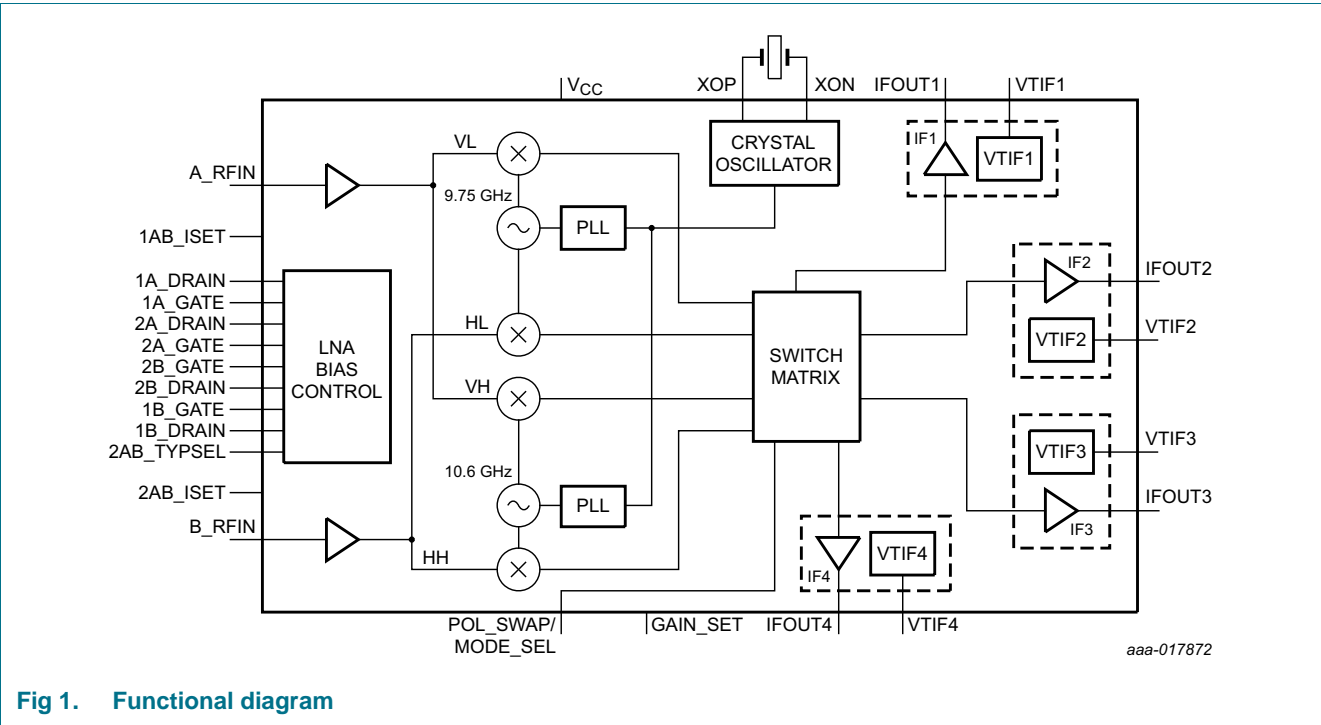 VCC
XOP
XON
IFOUT1
VTIF1
CRYSTAL
OSCILLATOR
IF1
VTIF1
A_RFIN
VL
9.75 GHz
PLL
1AB_ISET
1A_DRAIN
1A_GATE
2A_DRAIN
2A_GATE
2B_GATE
2B_DRAIN
1B_GATE
1B_DRAIN
2AB_TYPSEL
LNA
BIAS
CONTROL
HL
VH
SWITCH
MATRIX
IF2
IFOUT2
VTIF2
VTIF2
VTIF3
VTIF3
IFOUT3
IF3
2AB_ISET
B_RFIN
10.6 GHz
PLL
HH
IF4
VTIF4
POL_SWAP/
MODE_SEL
GAIN_SET
IFOUT4
VTIF4
aaa-017872
Fig 1. Functional diagram